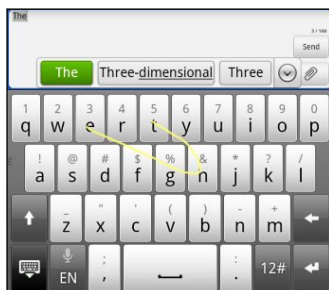 The
3 / 160
Send
The Three-dimensional Three
1 2 3 4 5 6 7 8 9 0
q w e r t y u i o p
! @ # $ % & * ? /
a s d f g h j k l
_ " ' ( ) - +
z x c v b n m
; :
EN , . 12#